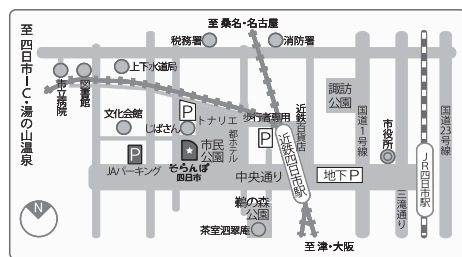 至 桑名・名古屋
至 四日市IC・湯の山温泉
税務署
消防署
市立病院
図書館
上下水道局
文化会館
じばさん
P
トナリエ
歩行者専用
近鉄百貨店
諏訪公園
国道1号線
市役所
国道23号線
P
JAパーキング
そらんぽ四日市
市民公園
都ホテル
P
近鉄四日市駅
中央通り
地下P
三滝通り
JR四日市駅
鵜の森公園
茶室泗翠庵
至 津・大阪
N